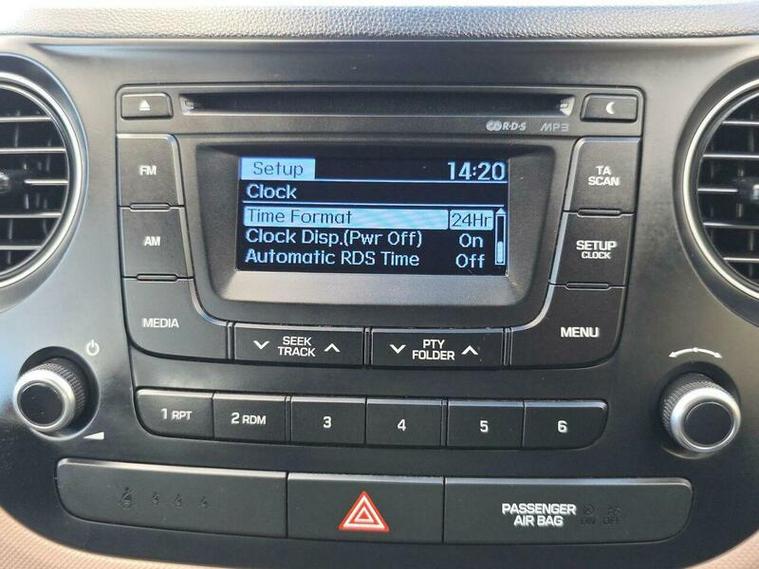 R·D·S MP3
FM
TA
SCAN
Setup 14:20
Clock
Time Format 24Hr
Clock Disp.(Pwr Off) On
Automatic RDS Time Off
AM
SETUP
CLOCK
MEDIA
SEEK
TRACK
PTY
FOLDER
MENU
1 RPT
2 RDM
3
4
5
6
PASSENGER
AIR BAG
ON OFF